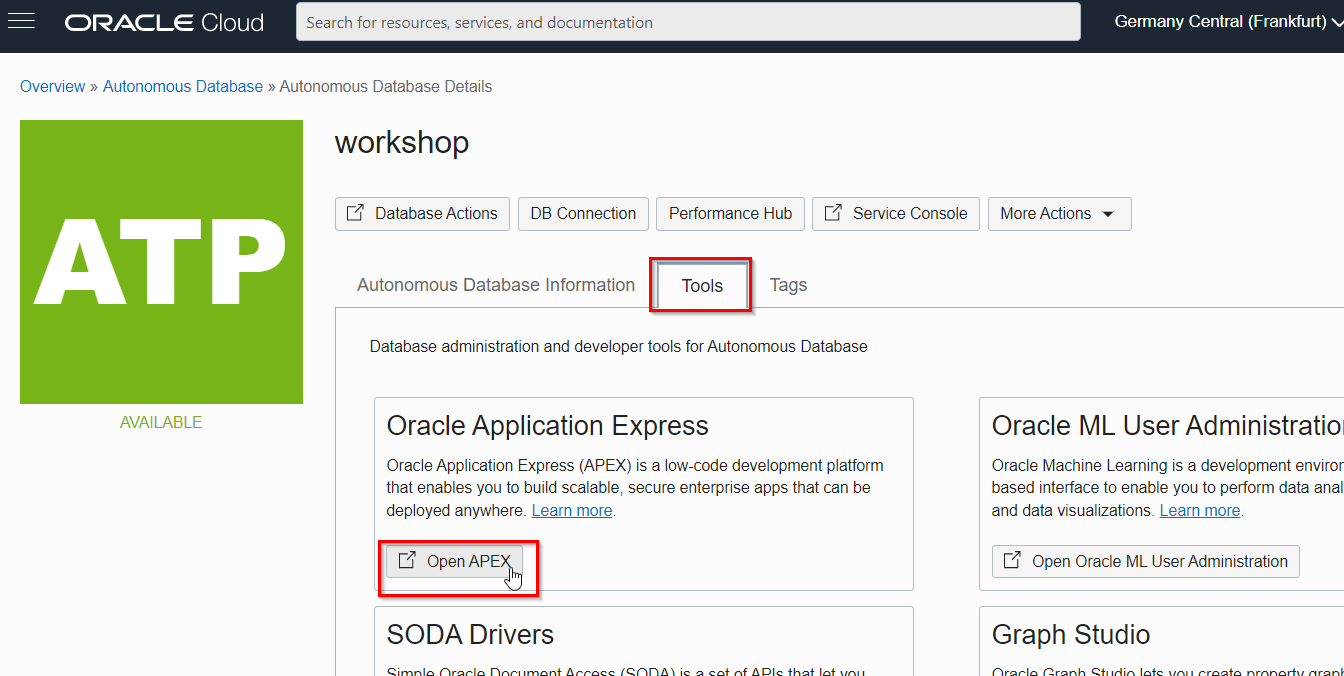 ORACLE Cloud
Search for resources, services, and documentation
Germany Central (Frankfurt)
Overview » Autonomous Database » Autonomous Database Details
ATP
AVAILABLE
workshop
Database Actions
DB Connection
Performance Hub
Service Console
More Actions
Autonomous Database Information
Tools
Tags
Database administration and developer tools for Autonomous Database
Oracle Application Express
Oracle Application Express (APEX) is a low-code development platform
that enables you to build scalable, secure enterprise apps that can be
deployed anywhere. Learn more.
Open APEX
Oracle ML User Administratio
Oracle Machine Learning is a development enviro
based interface to enable you to perform data anal
and data visualizations. Learn more.
Open Oracle ML User Administration
SODA Drivers
Simple Oracle Document Access (SODA) is a set of APIs that let you
Graph Studio
Oracle Graph Studio lets you create property grap